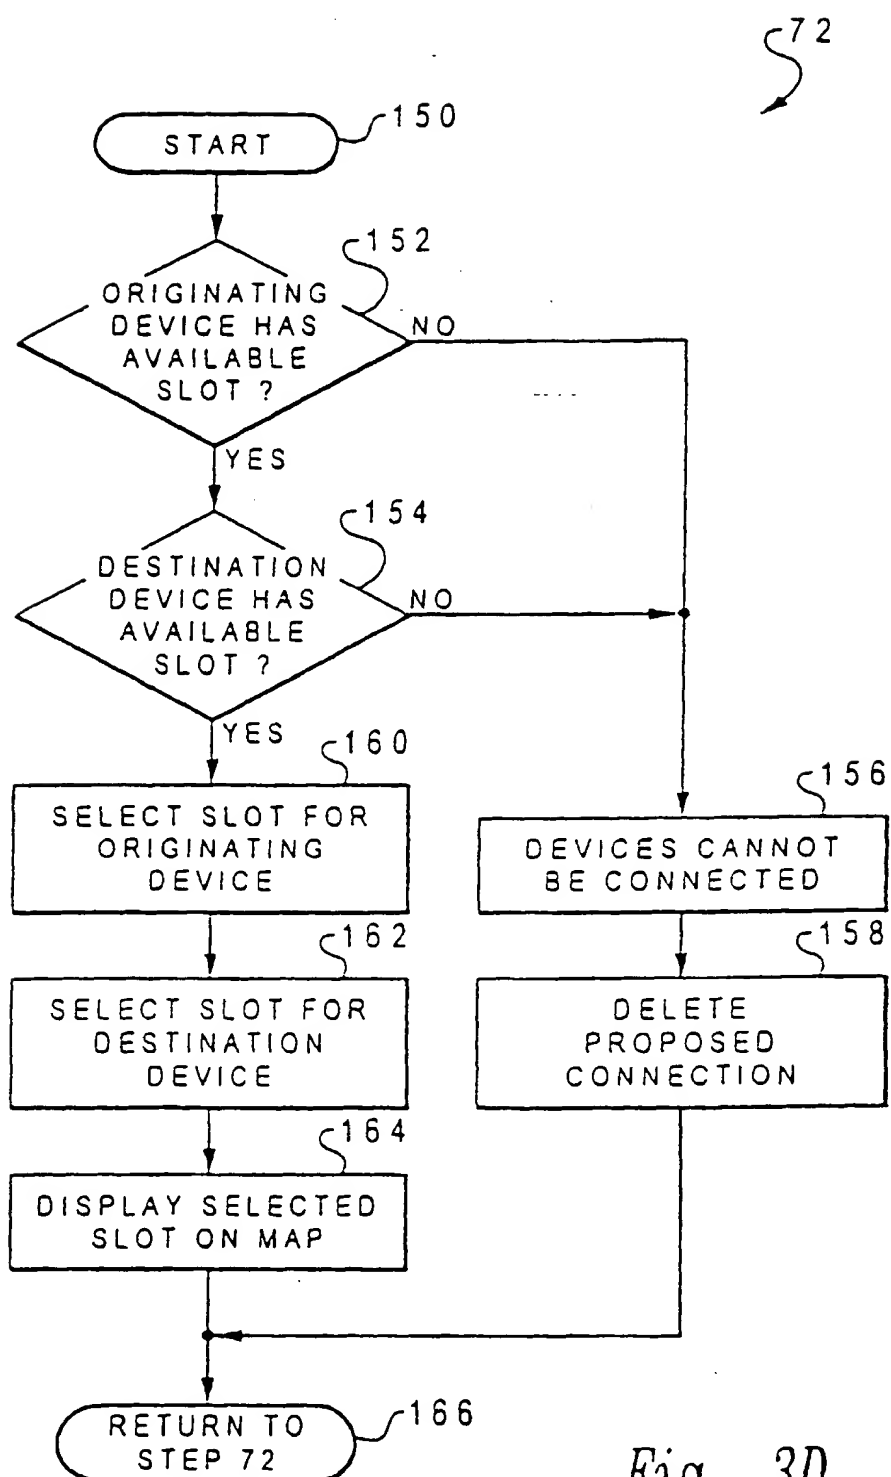 72
150
START
152
ORIGINATING
DEVICE HAS
AVAILABLE
SLOT ?
NO
YES
154
DESTINATION
DEVICE HAS
AVAILABLE
SLOT ?
NO
YES
160
SELECT SLOT FOR
ORIGINATING
DEVICE
156
DEVICES CANNOT
BE CONNECTED
162
SELECT SLOT FOR
DESTINATION
DEVICE
158
DELETE
PROPOSED
CONNECTION
164
DISPLAY SELECTED
SLOT ON MAP
166
RETURN TO
STEP 72
Fig. 3D